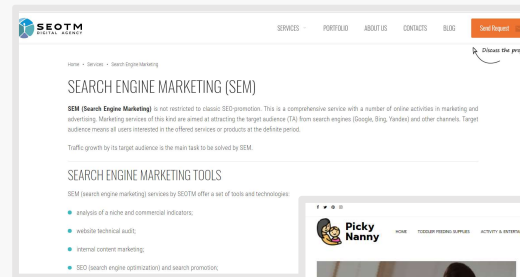 SEOTM
DIGITAL AGENCY
SERVICES PORTFOLIO ABOUT US CONTACTS BLOG Send Request
Discuss the pro
Home • Services • Search Engine Marketing
SEARCH ENGINE MARKETING (SEM)
SEM (Search Engine Marketing) is not restricted to classic SEO-promotion. This is a comprehensive service with a number of online activities in marketing and
advertising. Marketing services of this kind are aimed at attracting the target audience (TA) from search engines (Google, Bing, Yandex) and other channels. Target
audience means all users interested in the offered services or products at the definite period.
Traffic growth by its target audience is the main task to be solved by SEM.
SEARCH ENGINE MARKETING TOOLS
SEM (search engine marketing) services by SEOTM offer a set of tools and technologies:
analysis of a niche and commercial indicators;
website technical audit;
internal content marketing;
SEO (search engine optimization) and search promotion;
Picky
Nanny
HOME TODDLER FEEDING SUPPLIES ACTIVITY & ENTERTAI